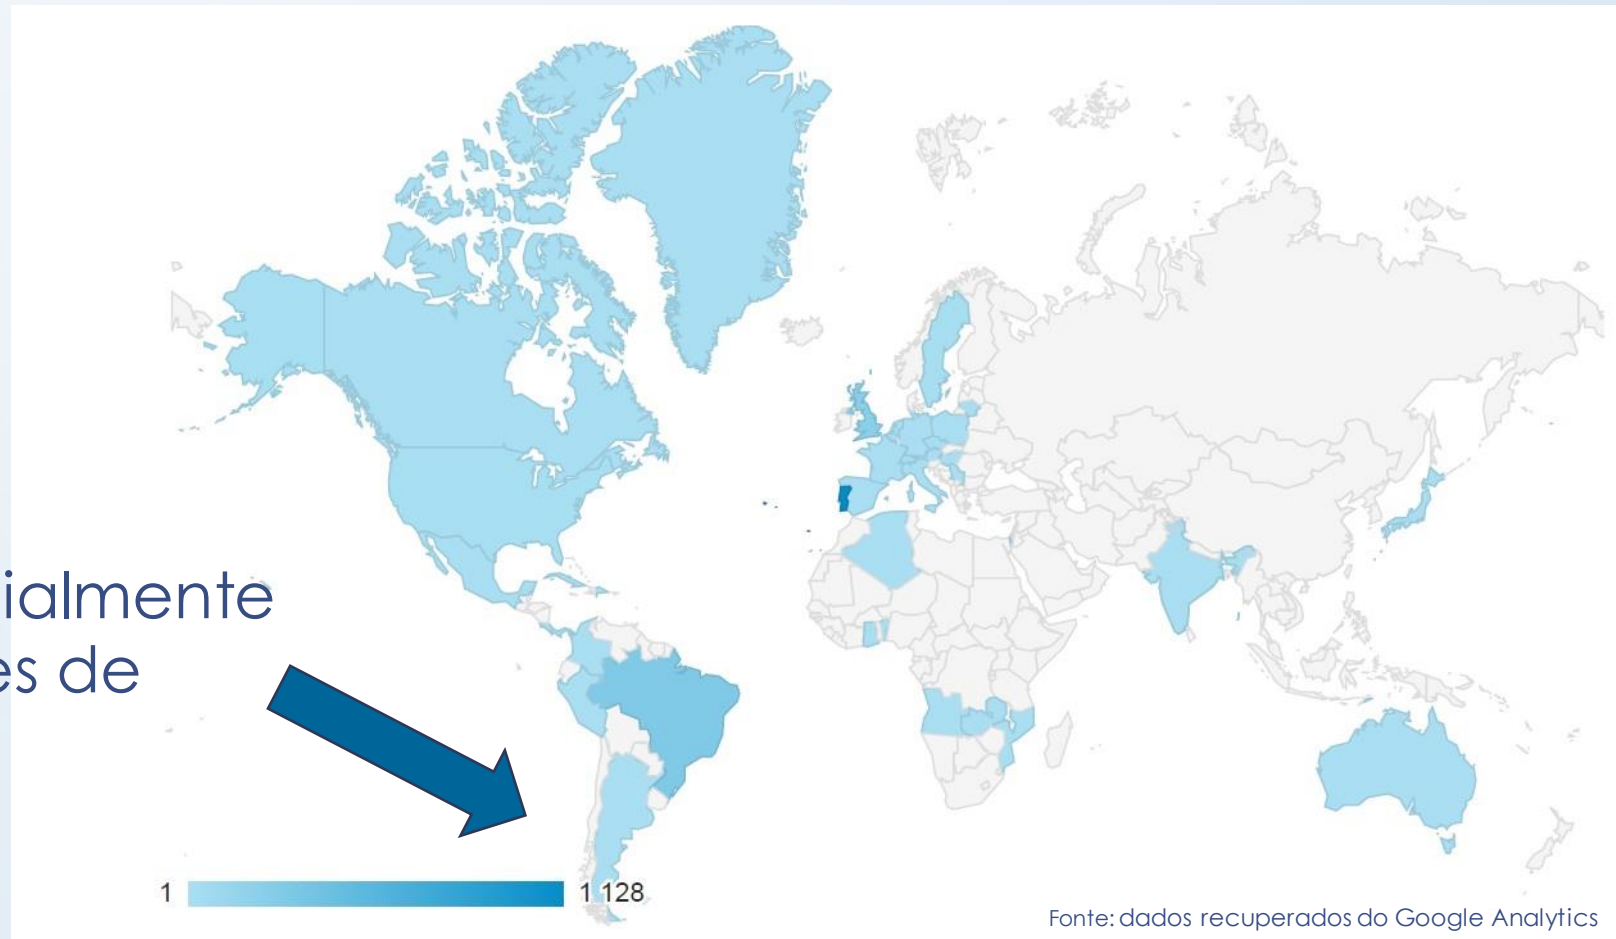 ialmente
es de
1
1 128
Fonte: dados recuperados do Google Analytics